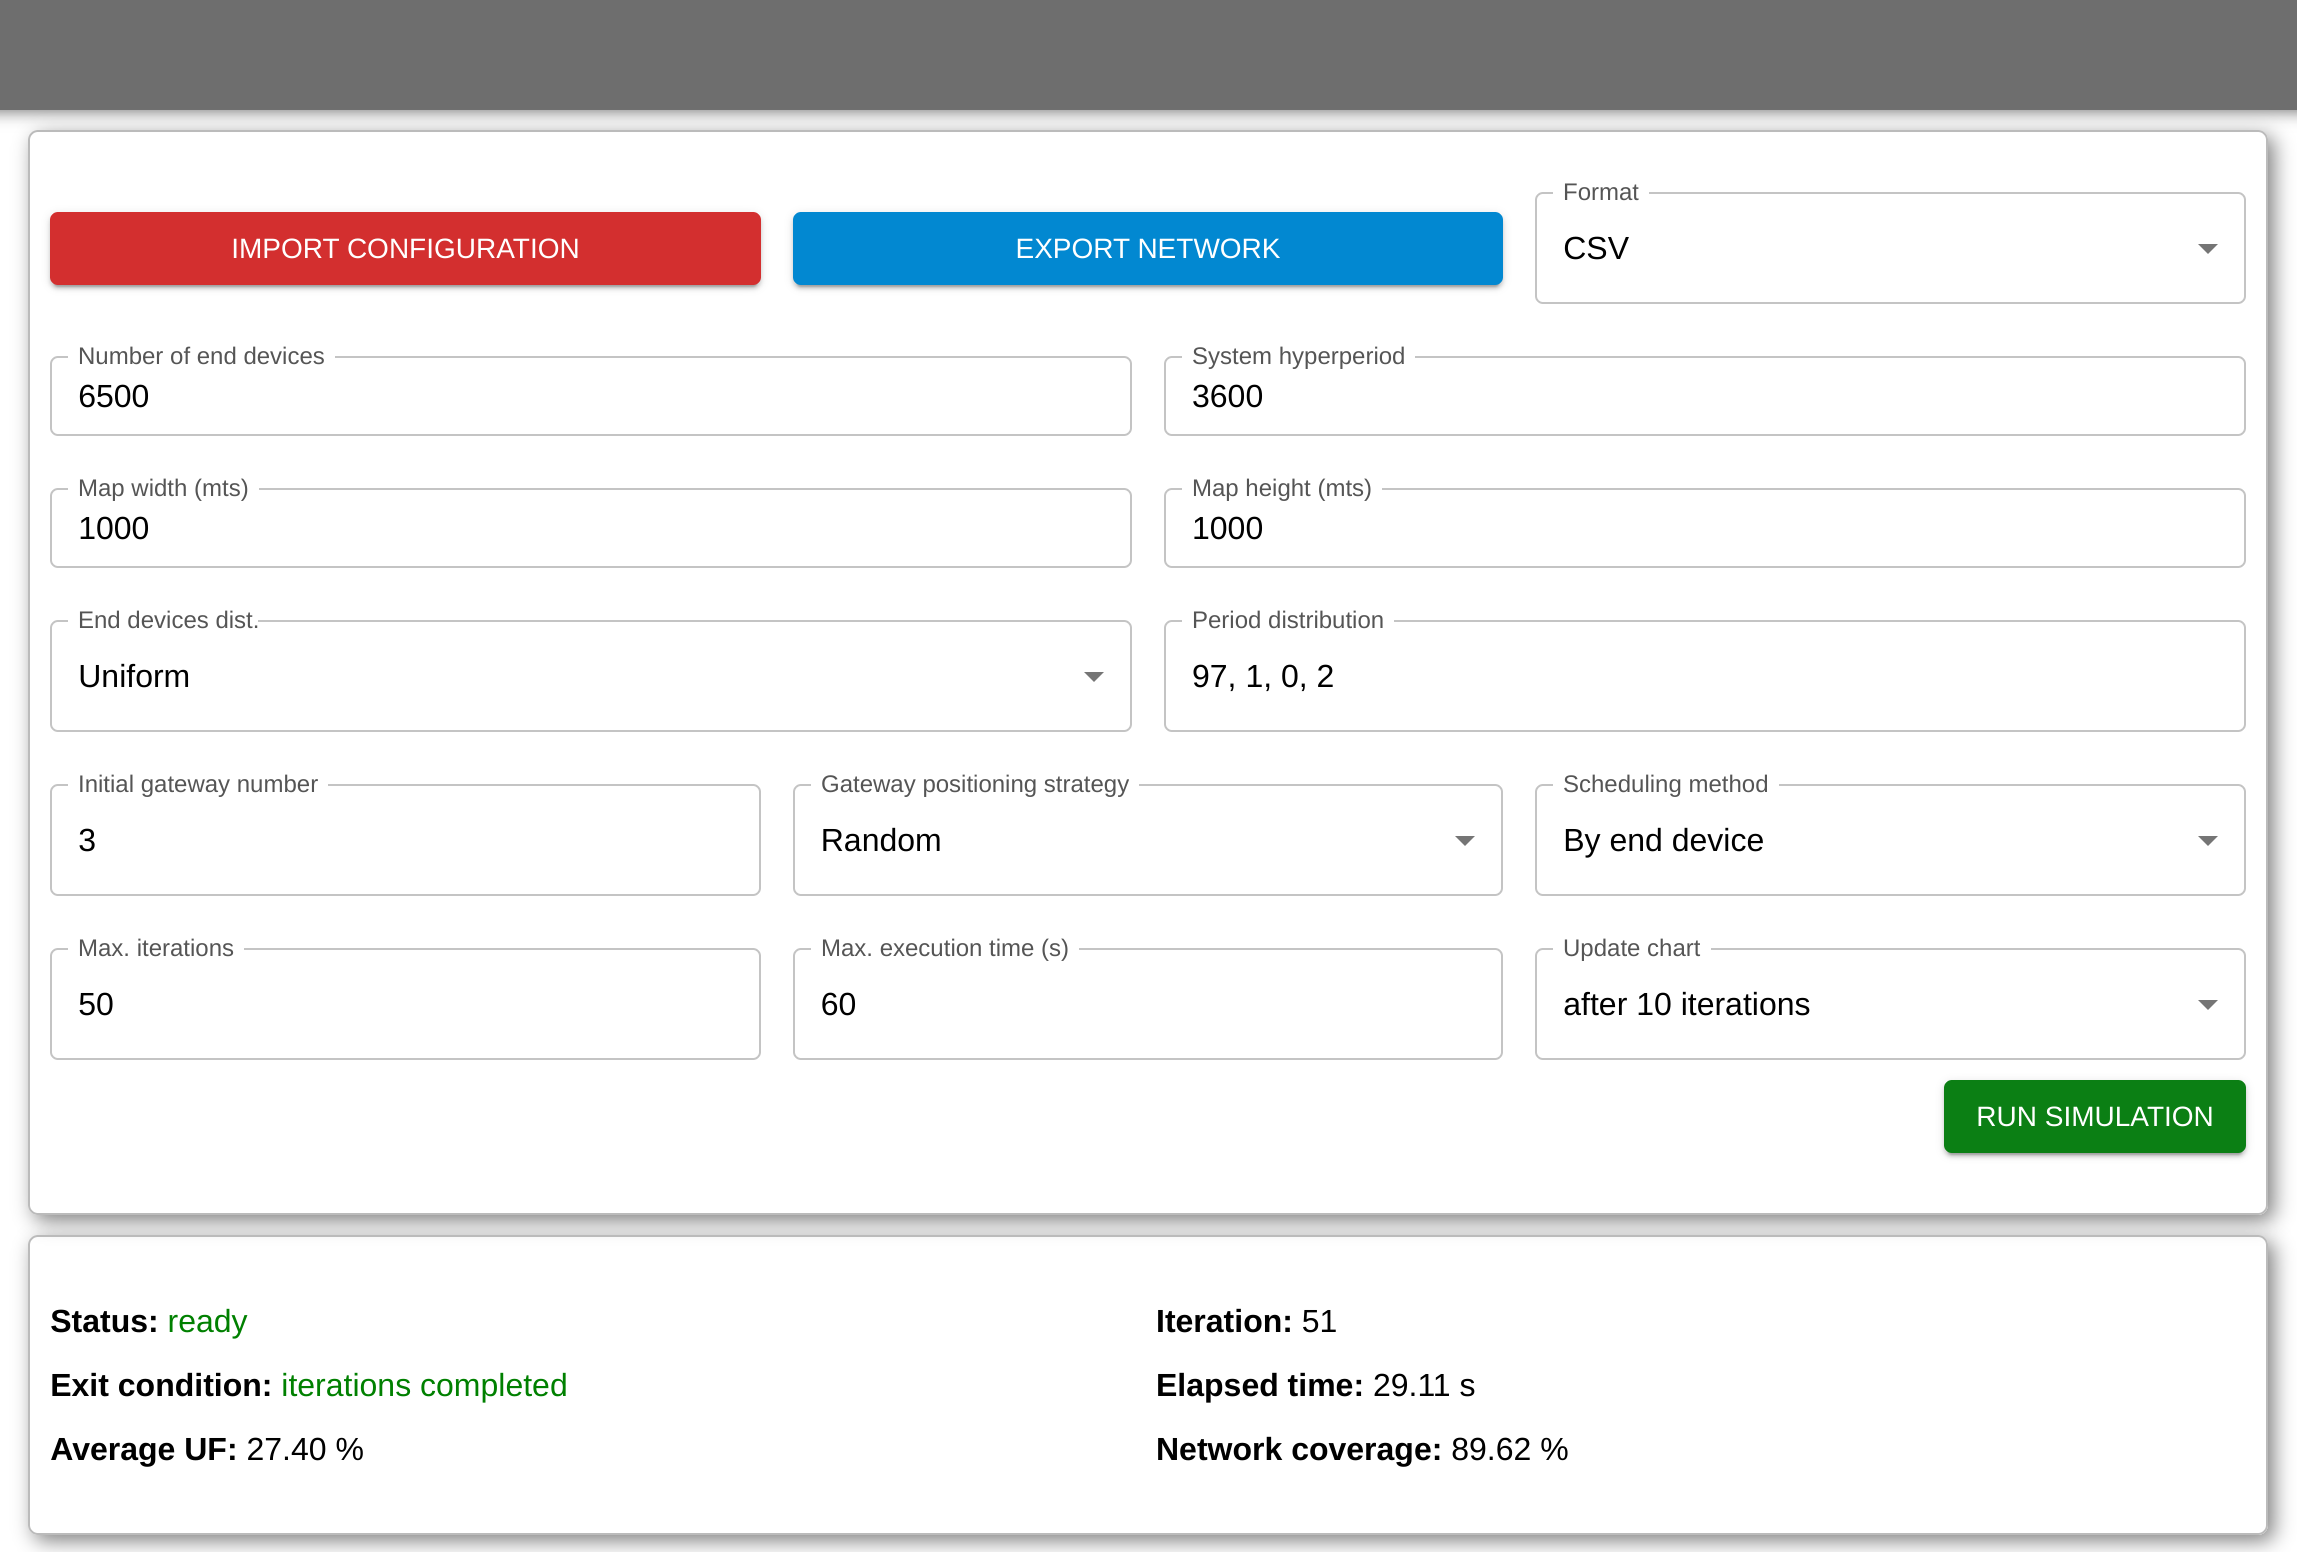 Format
IMPORT CONFIGURATION
EXPORT NETWORK
CSV
Number of end devices
System hyperperiod
6500
3600
Map width (mts)
Map height (mts)
1000
1000
End devices dist.
Period distribution
Uniform
97, 1, 0, 2
Initial gateway number
Gateway positioning strategy
Scheduling method
3
Random
By end device
Max. iterations
Max. execution time (s)
Update chart
50
60
after 10 iterations
RUN SIMULATION
Status: ready
Iteration: 51
Exit condition: iterations completed
Elapsed time: 29.11 s
Average UF: 27.40 %
Network coverage: 89.62 %